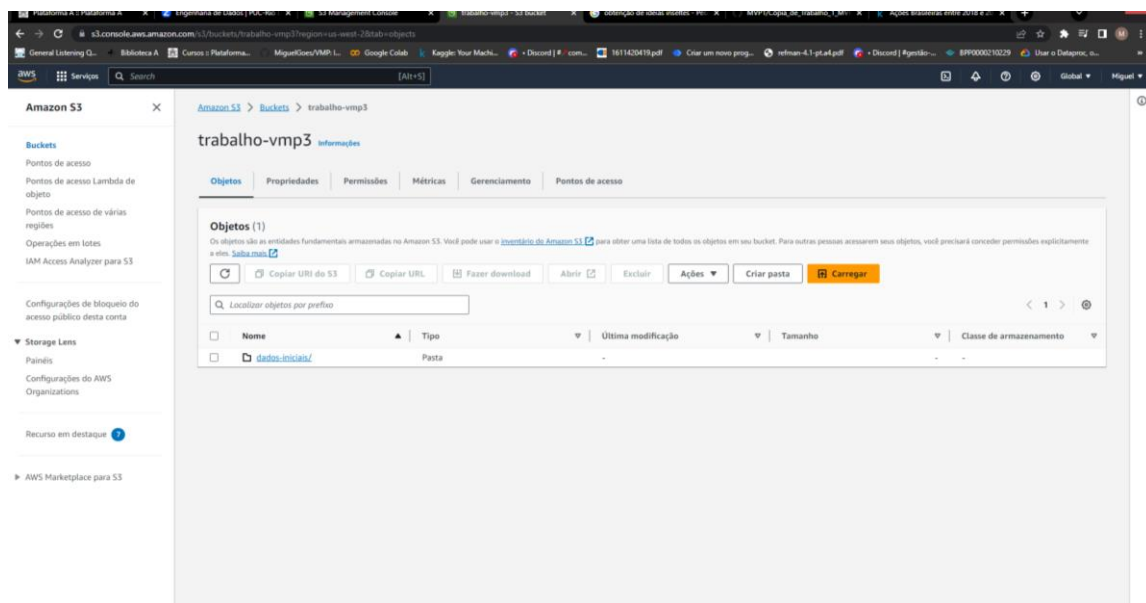 Plataforma A :: Plataforma A
Engenharia de Dados | PUC-Rio
S3 Management Console
trabalho-vmp3 - S3 bucket
obtenção de ideias insettes - Pe
MVP1/Cópia_de_Trabalho_1_MV
Ações Brasileiras entre 2018 e 2
s3.console.aws.amazon.com/s3/buckets/trabalho-vmp3?region=us-west-2&tab=objects
General Listening Q...
Biblioteca A
Cursos :: Plataforma...
MiguelGoes/VMP: L...
Google Colab
Kaggle: Your Machi...
1611420419.pdf
Criar um novo prog...
refman-4.1-pt.a4.pdf
• Discord | #gestão-...
BPP0000210229
Usar o Dataproc, o...
aws
Serviços
Search
[Alt+S]
Global
Miguel
Amazon S3
Buckets
Pontos de acesso
Pontos de acesso Lambda de
objeto
Pontos de acesso de várias
regiões
Operações em lotes
IAM Access Analyzer para S3
Configurações de bloqueio do
acesso público desta conta
Storage Lens
Painéis
Configurações do AWS
Organizations
Recurso em destaque 7
AWS Marketplace para S3
Amazon S3 > Buckets > trabalho-vmp3
trabalho-vmp3 Informações
Objetos
Propriedades
Permissões
Métricas
Gerenciamento
Pontos de acesso
Objetos (1)
Os objetos são as entidades fundamentais armazenadas no Amazon S3. Você pode usar o inventário do Amazon S3 para obter uma lista de todos os objetos em seu bucket. Para outras pessoas acessarem seus objetos, você precisará conceder permissões explicitamente
a eles. Saiba mais
Copiar URI do S3
Copiar URL
Fazer download
Abrir
Excluir
Ações
Criar pasta
Carregar
Localizar objetos por prefixo
< 1 >
Nome
Tipo
Última modificação
Tamanho
Classe de armazenamento
dados-iniciais/
Pasta
-
-
-